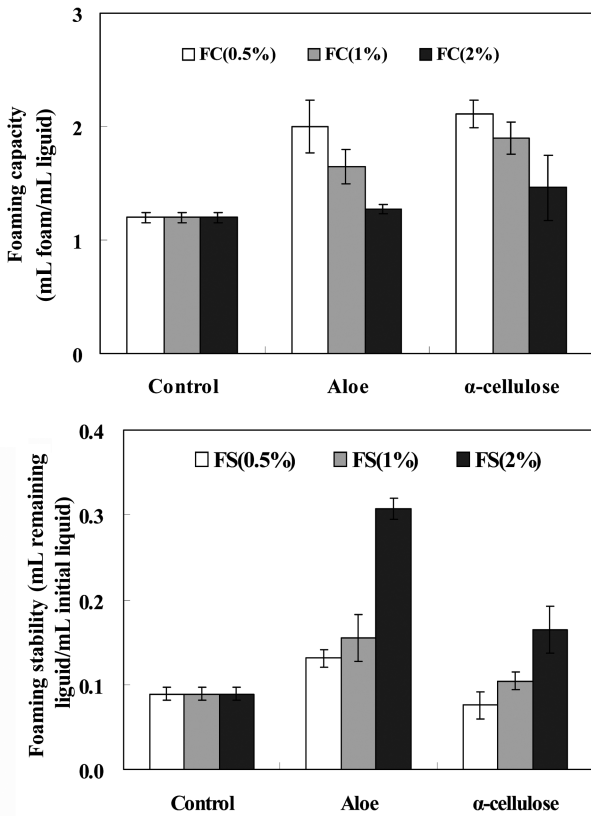 3
FC(0.5%) FC(1%) FC(2%)
2
1
0
Foaming capacity
(mL foam/mL liguid)
Control Aloe α-cellulose
0.4
FS(0.5%) FS(1%) FS(2%)
0.3
0.2
0.1
0.0
Foaming stability (mL remaining
liguid/mL initial liquid)
Control Aloe α-cellulose